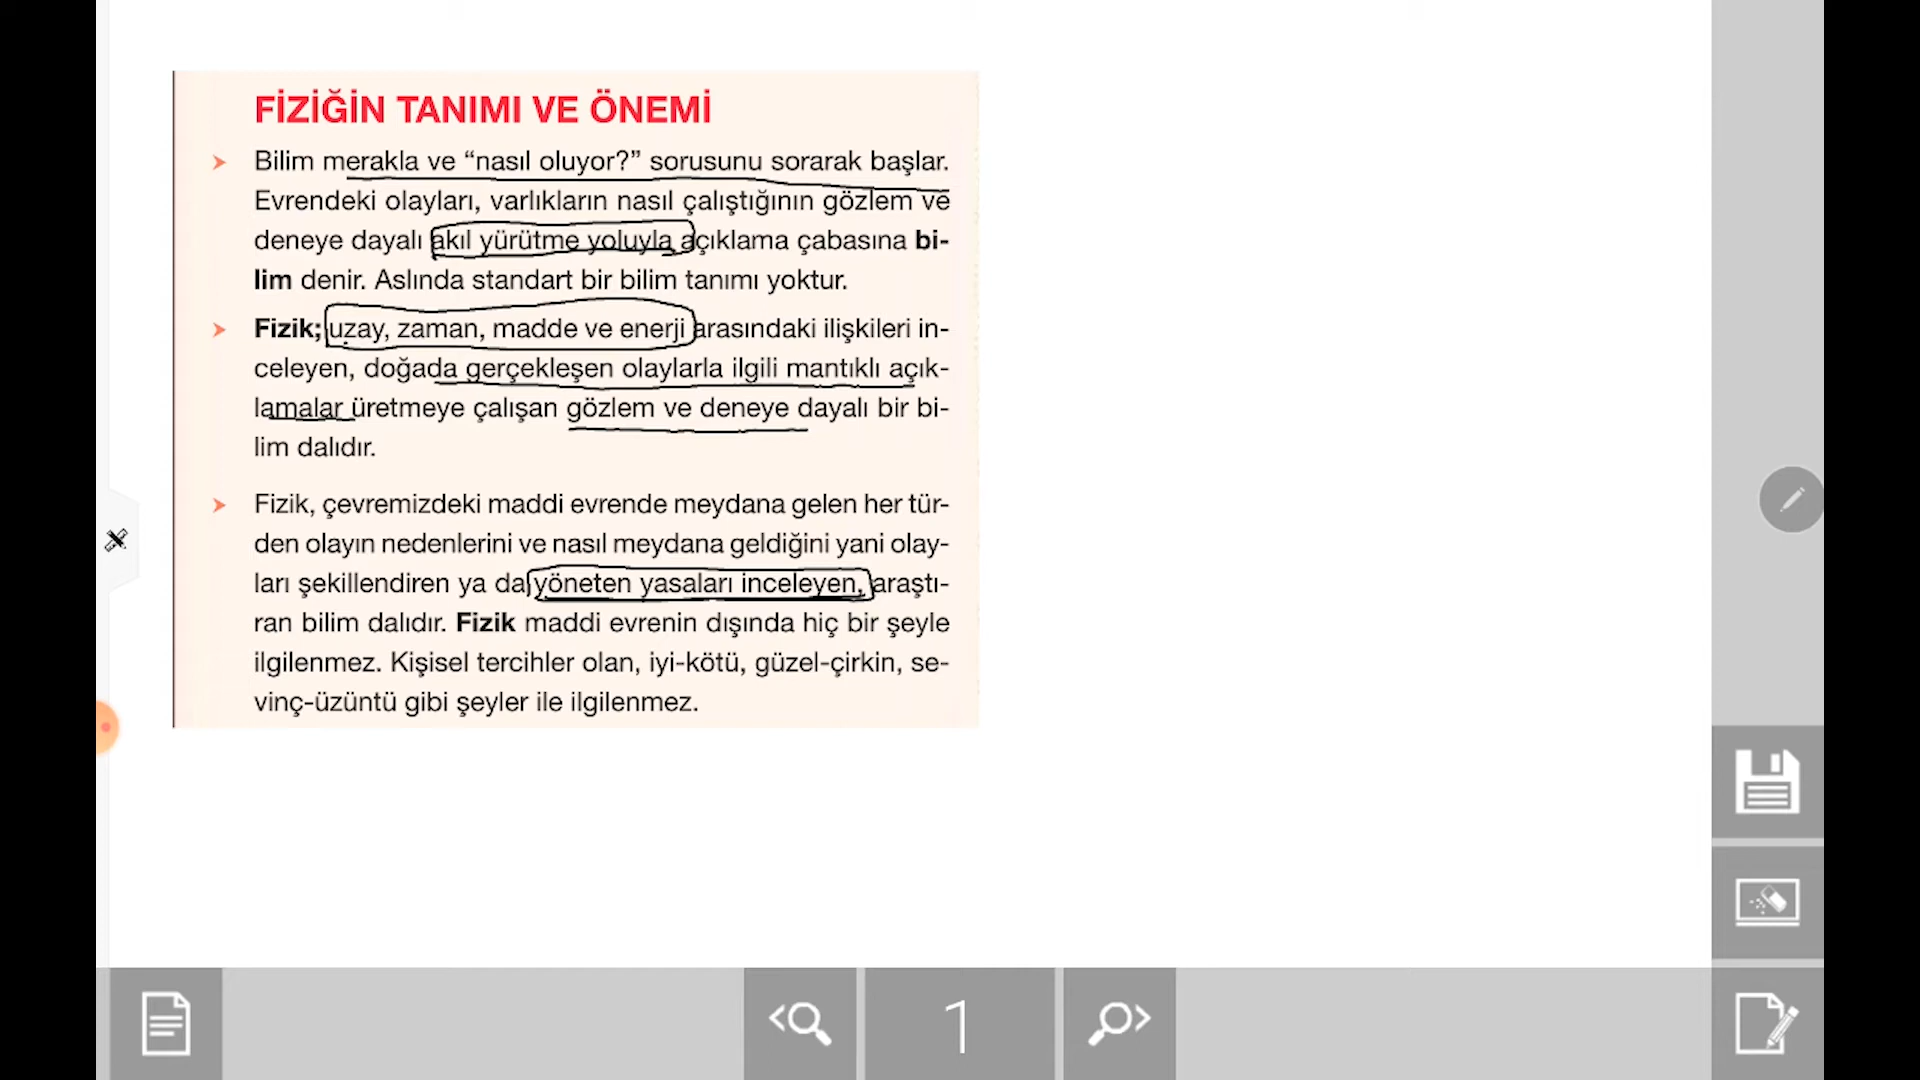 FİZİĞİN TANIMI VE ÖNEMİ
Bilim merakla ve “nasıl oluyor?” sorusunu sorarak başlar.
Evrendeki olayları, varlıkların nasıl çalıştığının gözlem ve
deneye dayalı akıl yürütme yoluyla açıklama çabasına bi-
lim denir. Aslında standart bir bilim tanımı yoktur.
Fizik; uzay, zaman, madde ve enerji arasındaki ilişkileri in-
celeyen, doğada gerçekleşen olaylarla ilgili mantıklı açık-
lamalar üretmeye çalışan gözlem ve deneye dayalı bir bi-
lim dalıdır.
Fizik, çevremizdeki maddi evrende meydana gelen her tür-
den olayın nedenlerini ve nasıl meydana geldiğini yani olay-
ları şekillendiren ya da yöneten yasaları inceleyen, araştı-
ran bilim dalıdır. Fizik maddi evrenin dışında hiç bir şeyle
ilgilenmez. Kişisel tercihler olan, iyi-kötü, güzel-çirkin, se-
vinç-üzüntü gibi şeyler ile ilgilenmez.
1